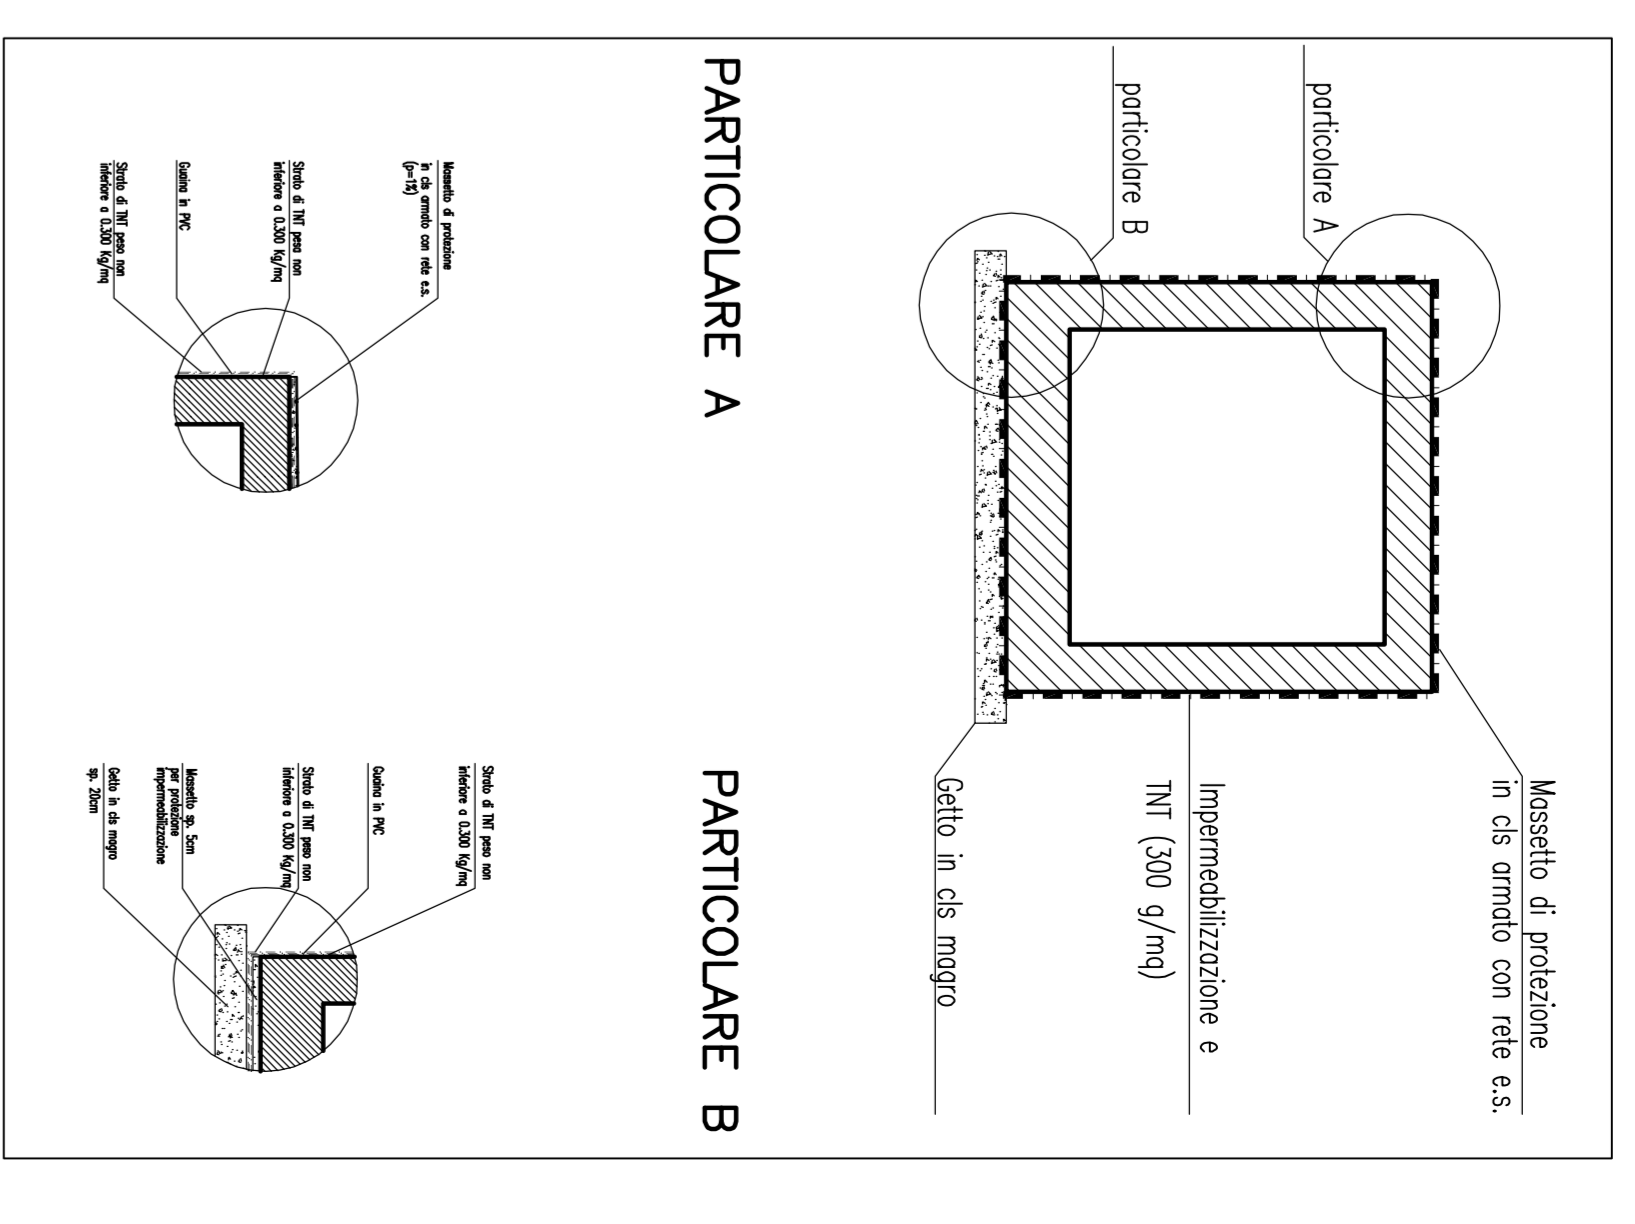 particolare A
particolare B
Massetto di protezione
in cls armato con rete e.s.
Impermeabilizzazione e
TNT (300 g/mq)
Getto in cls magro
PARTICOLARE A
Massetto di protezione
in cls armato con rete e.s.
(p=1%)
Strato di TNT peso non
inferiore a 0.300 Kg/mq
Guaina in PVC
Strato di TNT peso non
inferiore a 0.300 Kg/mq
PARTICOLARE B
Strato di TNT peso non
inferiore a 0.300 Kg/mq
Guaina in PVC
Strato di TNT peso non
inferiore a 0.300 Kg/mq
Massetto sp. 5cm
per protezione
impermeabilizzazione
Getto in cls magro
sp. 20cm